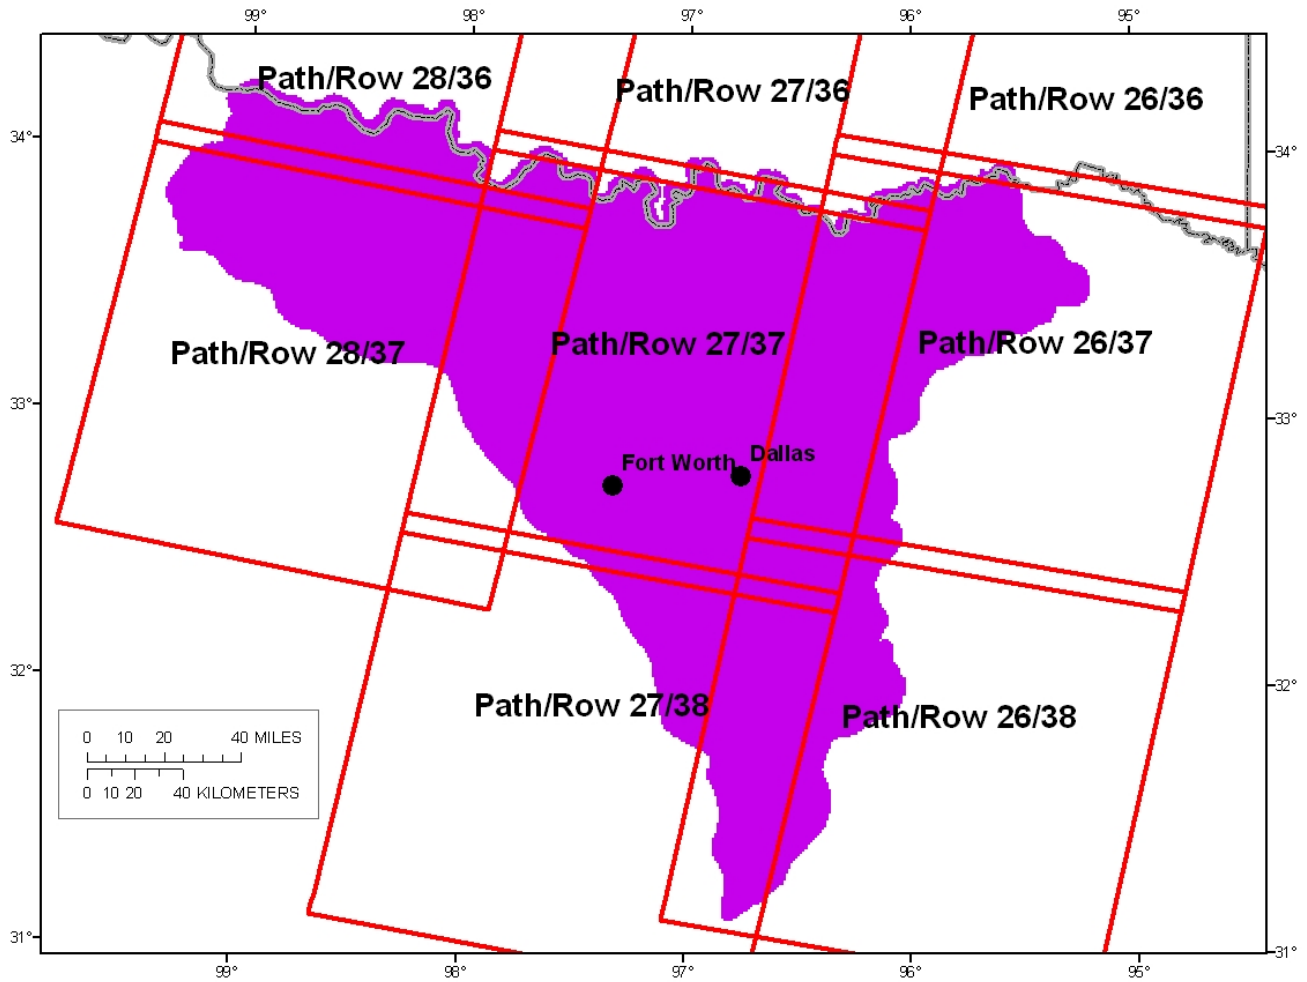 99° 98° 97° 96° 95°
Path/Row 28/36
Path/Row 27/36
Path/Row 26/36
34° 34°
Path/Row 28/37
Path/Row 27/37
Path/Row 26/37
33° 33°
Fort Worth
Dallas
32° 32°
Path/Row 27/38
Path/Row 26/38
0 10 20 40 MILES
0 10 20 40 KILOMETERS
31° 31°
99° 98° 97° 96° 95°